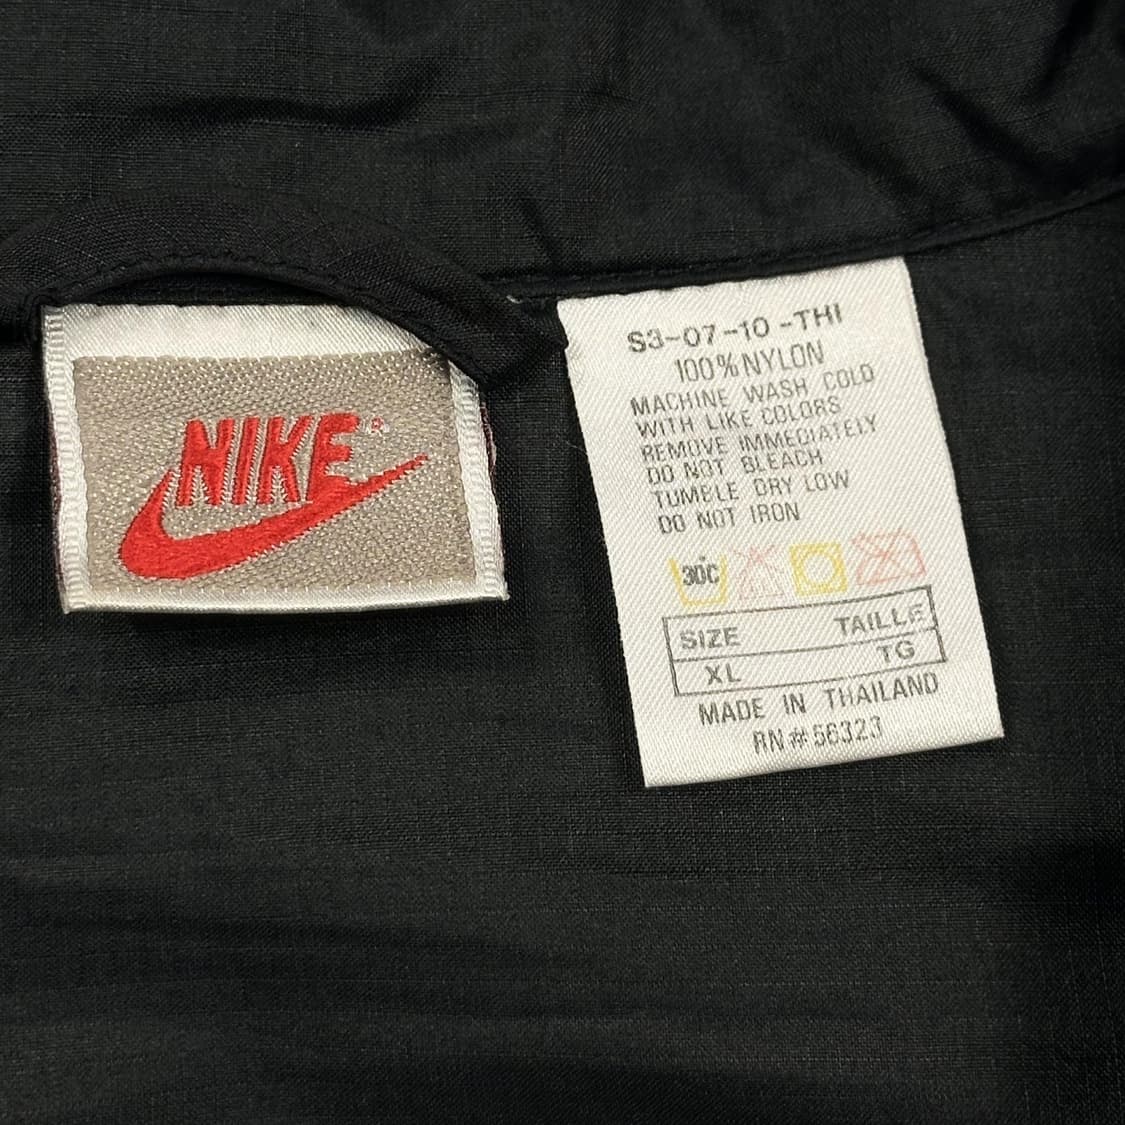 NIKE®
S3-07-10-THI
100%NYLON
MACHINE WASH COLD
WITH LIKE COLORS
REMOVE IMMEDIATELY
DO NOT BLEACH
TUMBLE DRY LOW
DO NOT IRON
30C
SIZE TAILLE
XL TG
MADE IN THAILAND
RN#56323